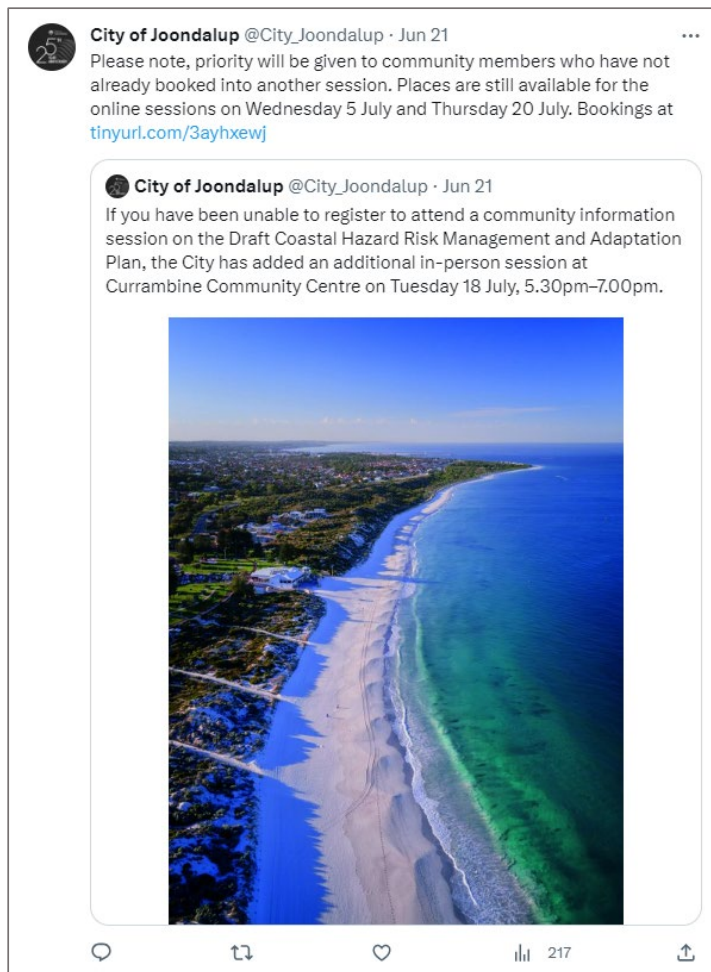 City of Joondalup @City_Joondalup · Jun 21
Please note, priority will be given to community members who have not
already booked into another session. Places are still available for the
online sessions on Wednesday 5 July and Thursday 20 July. Bookings at
tinyurl.com/3ayhxewj
City of Joondalup @City_Joondalup · Jun 21
If you have been unable to register to attend a community information
session on the Draft Coastal Hazard Risk Management and Adaptation
Plan, the City has added an additional in-person session at
Currambine Community Centre on Tuesday 18 July, 5.30pm–7.00pm.
217